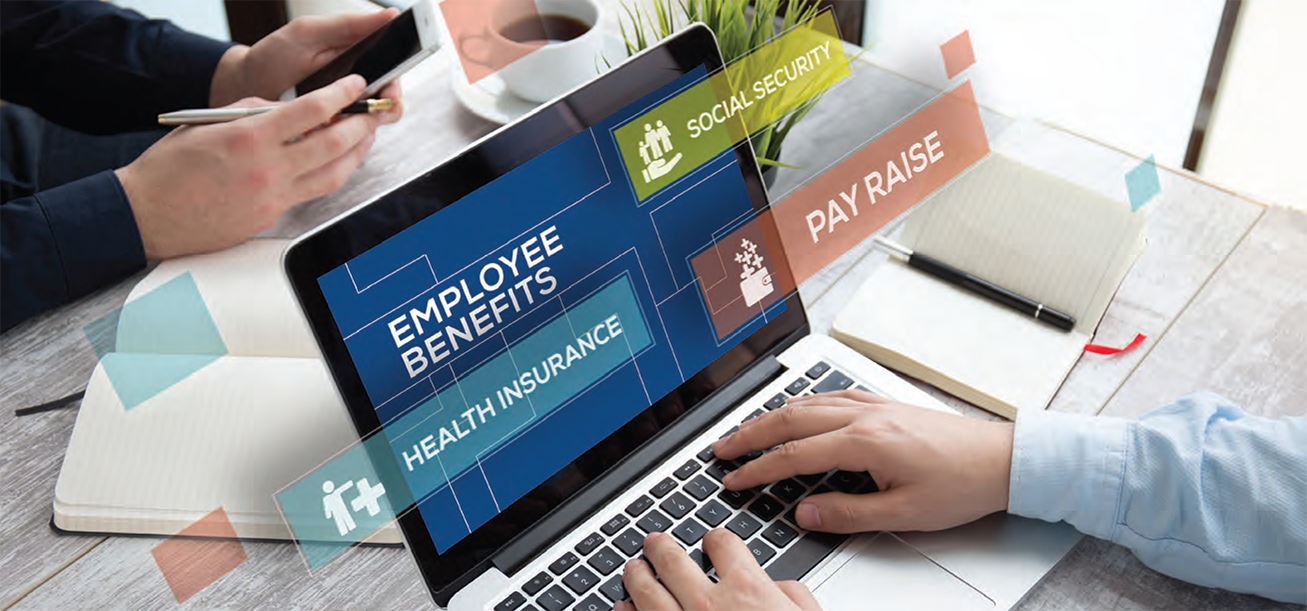 SOCIAL SECURITY
PAY RAISE
EMPLOYEE
BENEFITS
HEALTH INSURANCE